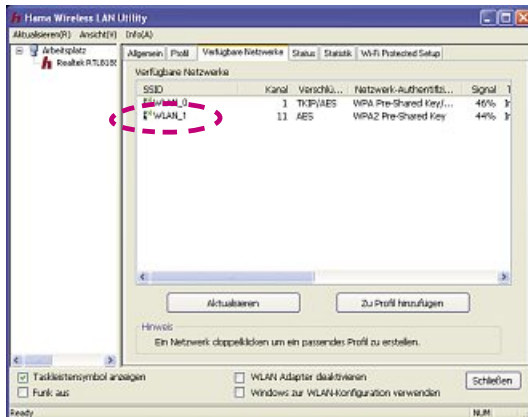 Hama Wireless LAN Utility
Aktualisieren(R) Ansicht(V) Info(A)
Arbeitsplatz
Realtek RTL818
Allgemein Profil Verfügbare Netzwerke Status Statistik Wi-Fi Protected Setup
Verfügbare Netzwerke
SSID Kanal Verschlü... Netzwerk-Authentifizi... Signal
WLAN_0 1 TKIP/AES WPA Pre-Shared Key/... 46%
WLAN_1 11 AES WPA2 Pre-Shared Key 44%
Aktualisieren Zu Profil hinzufügen
Hinweis
Ein Netzwerk doppelklicken um ein passendes Profil zu erstellen.
Taskleistensymbol anzeigen WLAN Adapter deaktivieren
Funk aus Windows zur WLAN-Konfiguration verwenden
Schließen
Ready NUM